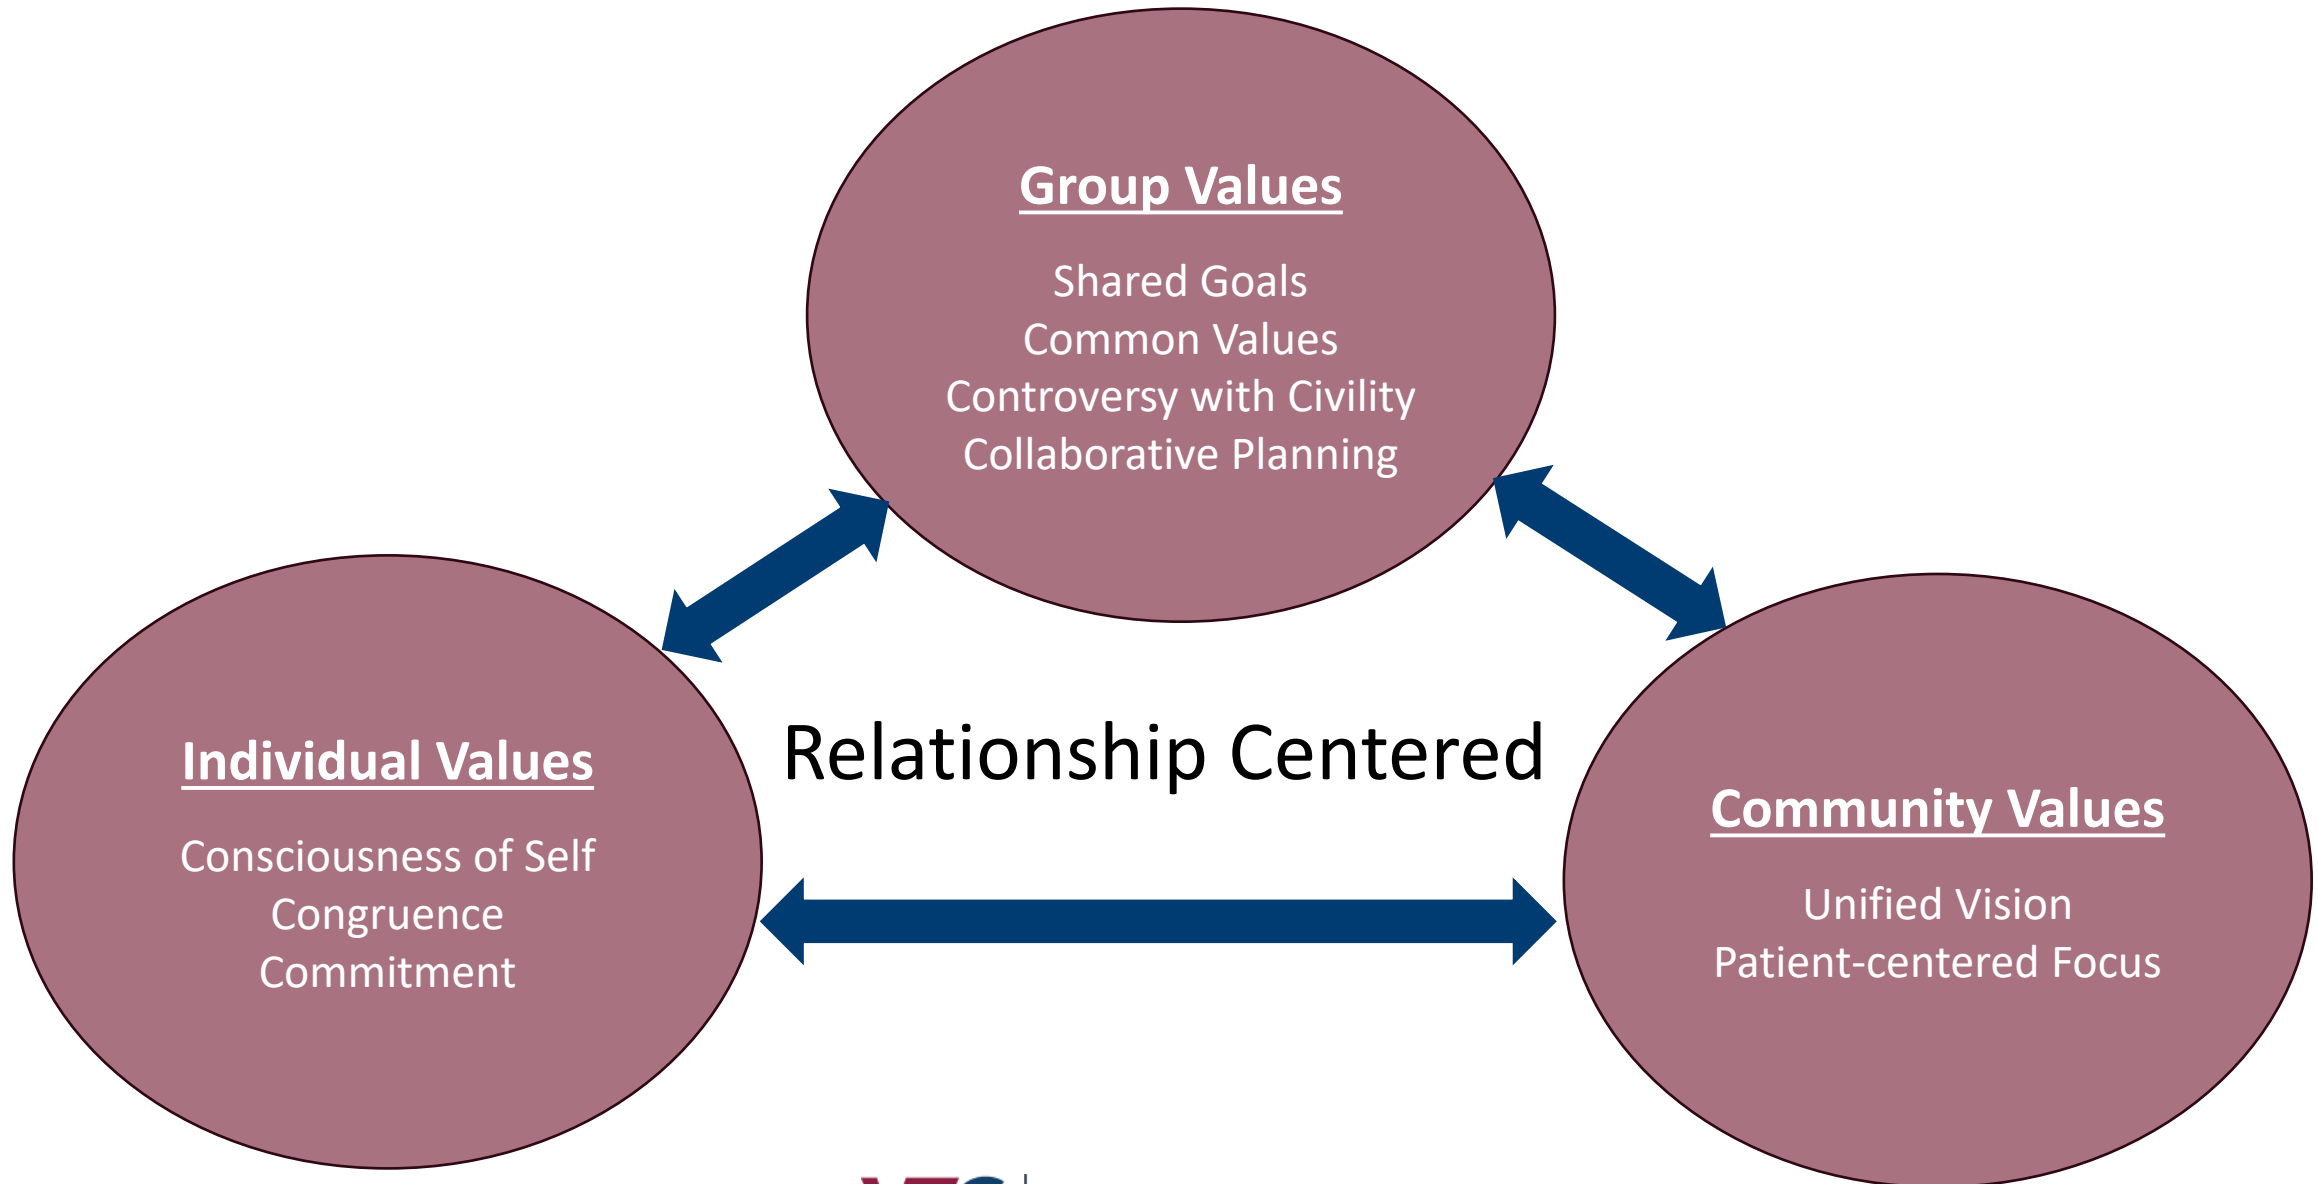 Group Values
Shared Goals
Common Values
Controversy with Civility
Collaborative Planning
Relationship Centered
Individual Values
Consciousness of Self
Congruence
Commitment
Community Values
Unified Vision
Patient-centered Focus